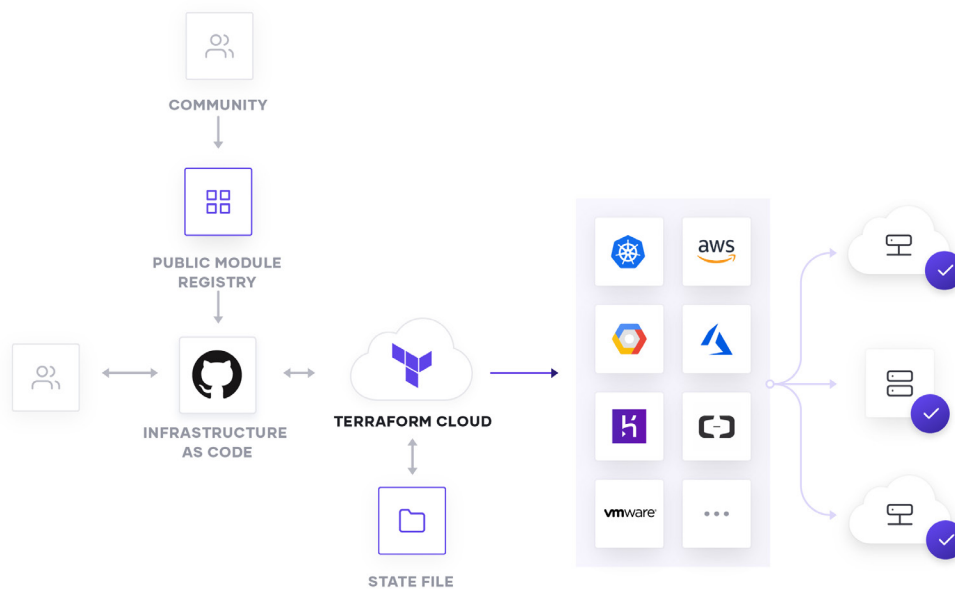 COMMUNITY
PUBLIC MODULE
REGISTRY
INFRASTRUCTURE
AS CODE
TERRAFORM CLOUD
STATE FILE
aws
vmware